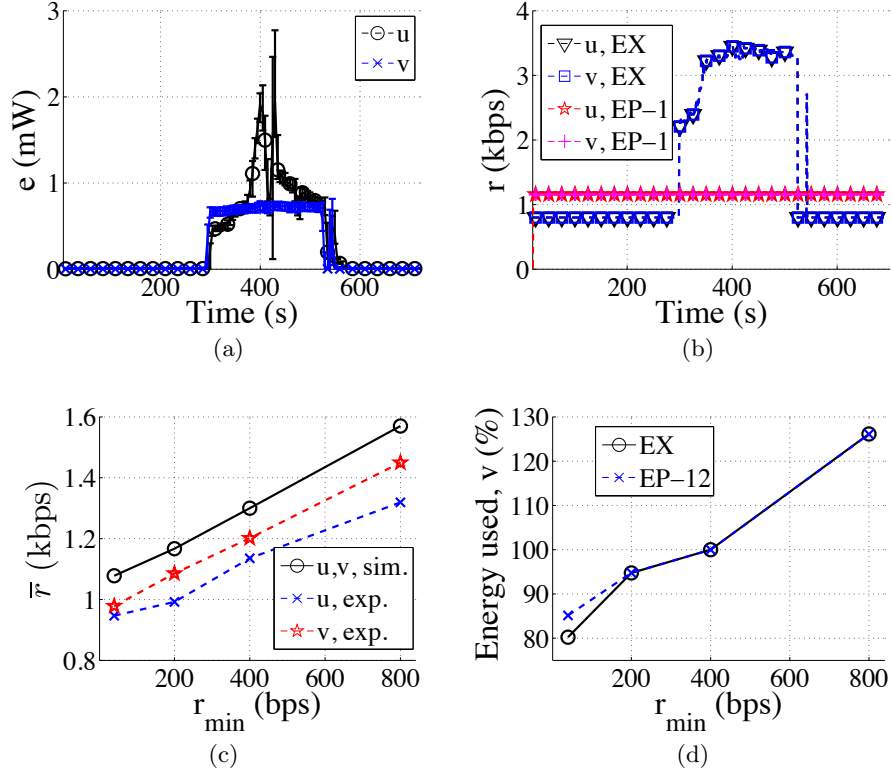 3
2
1
0
e (mW)
200 400 600
Time (s)
u
v
(a)
4
3
2
1
0
r (kbps)
200 400 600
Time (s)
u, EX
v, EX
u, EP−1
v, EP−1
(b)
1.6
1.4
1.2
1
0.8
r̅ (kbps)
200 400 600 800
r_min (bps)
u,v, sim.
u, exp.
v, exp.
(c)
130
120
110
100
90
80
Energy used, v (%)
200 400 600 800
r_min (bps)
EX
EP−12
(d)